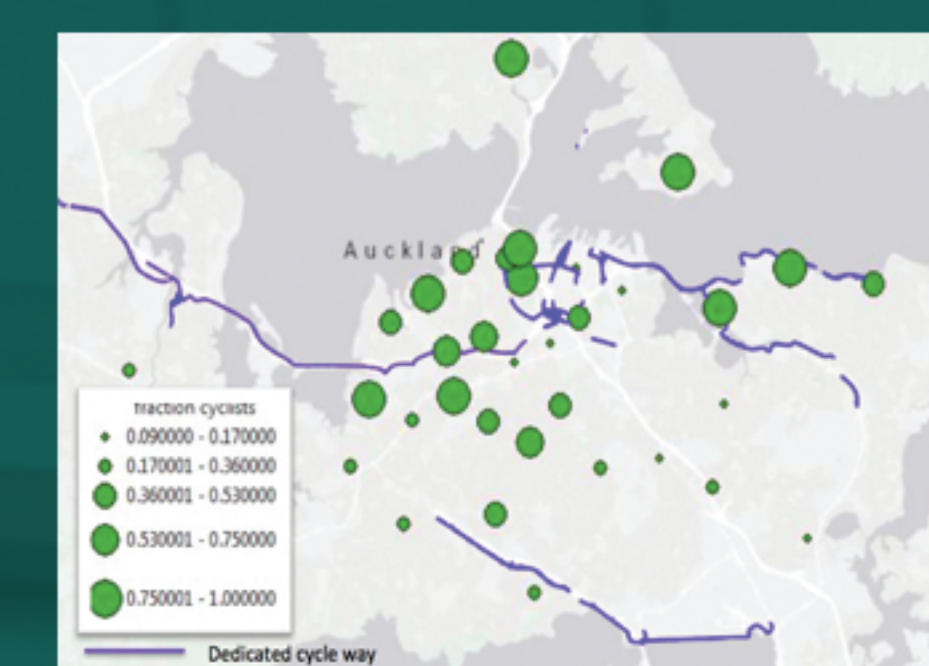 Auckland
fraction cyclists
0.090000 - 0.170000
0.170001 - 0.360000
0.360001 - 0.530000
0.530001 - 0.750000
0.750001 - 1.000000
Dedicated cycle way